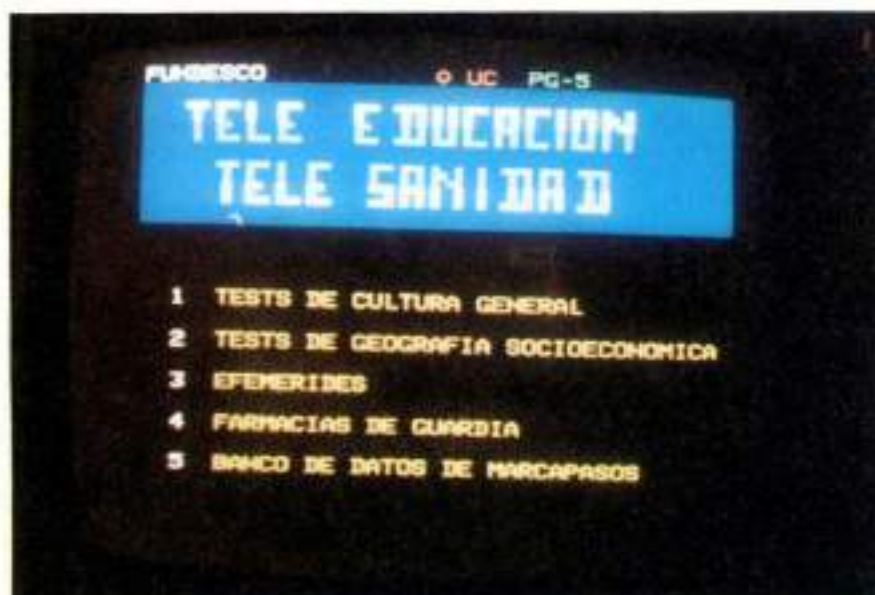 FUNDESCO O UC PG-5
TELE EDUCACION
TELE SANIDAD
1 TESTS DE CULTURA GENERAL
2 TESTS DE GEOGRAFIA SOCIOECONOMICA
3 EFEMERIDES
4 FARMACIAS DE GUARDIA
5 BANCO DE DATOS DE MARCAPASOS